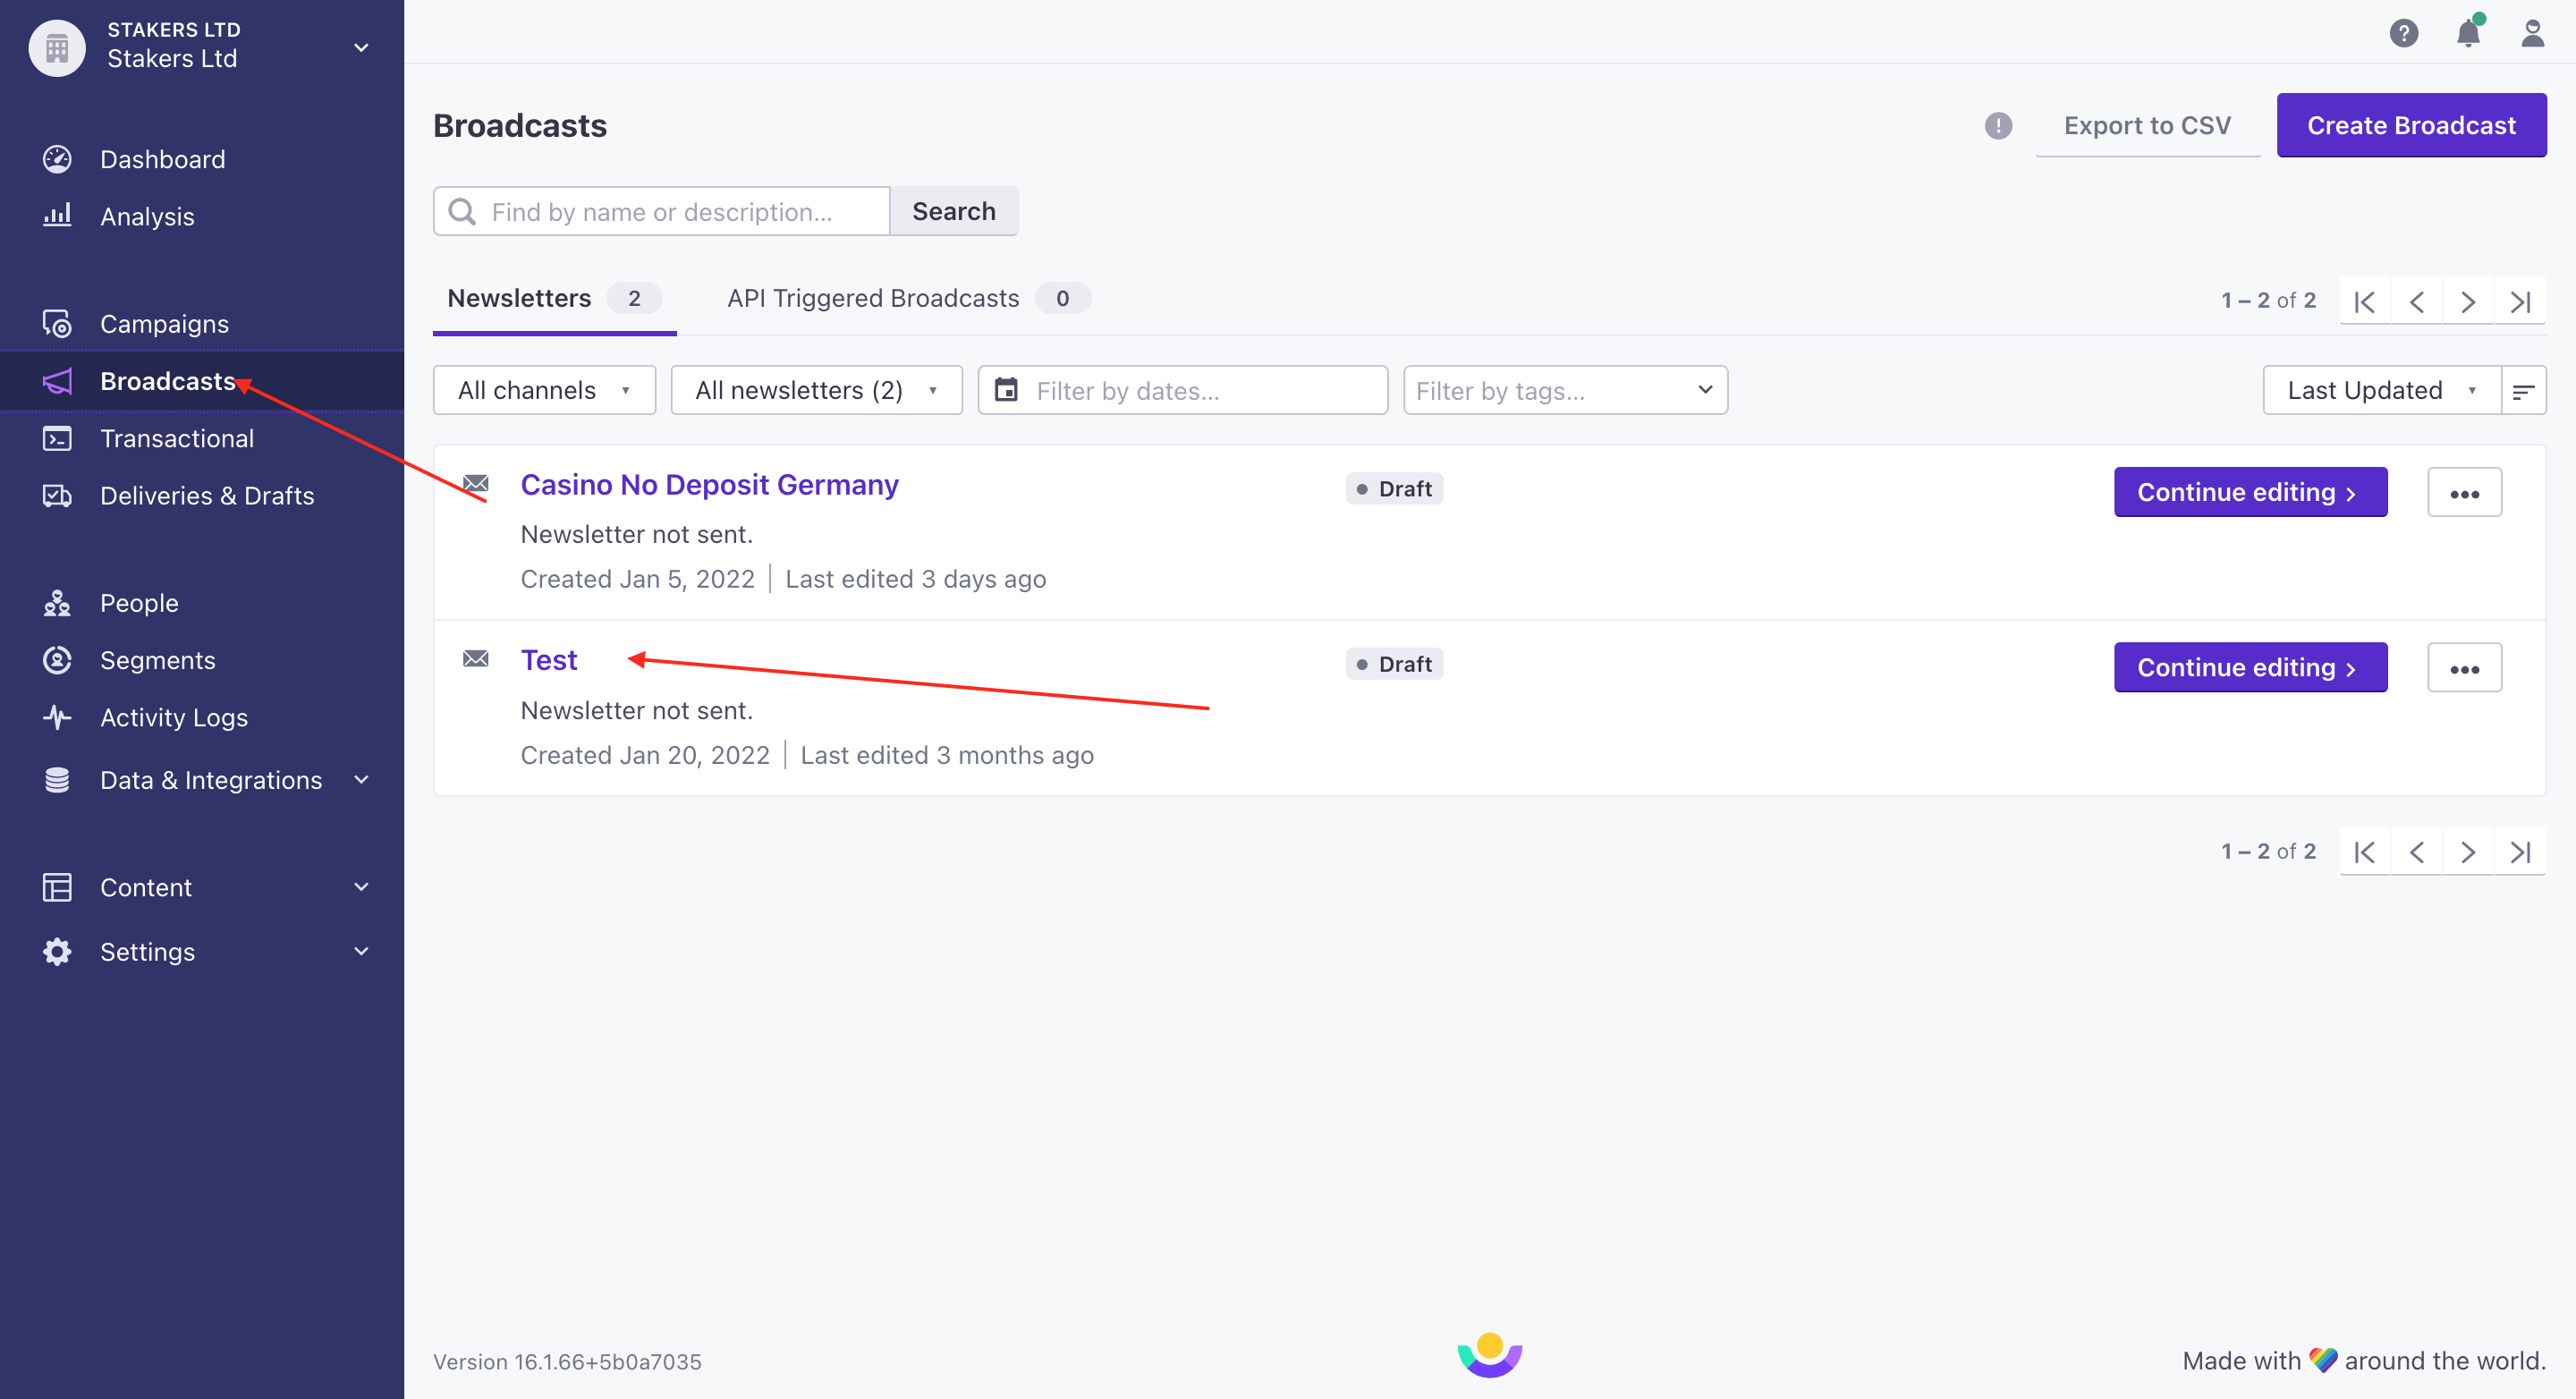 STAKERS LTD
Stakers Ltd
Dashboard
Analysis
Campaigns
Broadcasts
Transactional
Deliveries & Drafts
People
Segments
Activity Logs
Data & Integrations
Content
Settings
Broadcasts
Export to CSV
Create Broadcast
Find by name or description...
Search
Newsletters 2
API Triggered Broadcasts 0
1 – 2 of 2
All channels
All newsletters (2)
Filter by dates...
Filter by tags...
Last Updated
Casino No Deposit Germany
Draft
Continue editing
Newsletter not sent.
Created Jan 5, 2022 | Last edited 3 days ago
Test
Draft
Continue editing
Newsletter not sent.
Created Jan 20, 2022 | Last edited 3 months ago
1 – 2 of 2
Version 16.1.66+5b0a7035
Made with around the world.